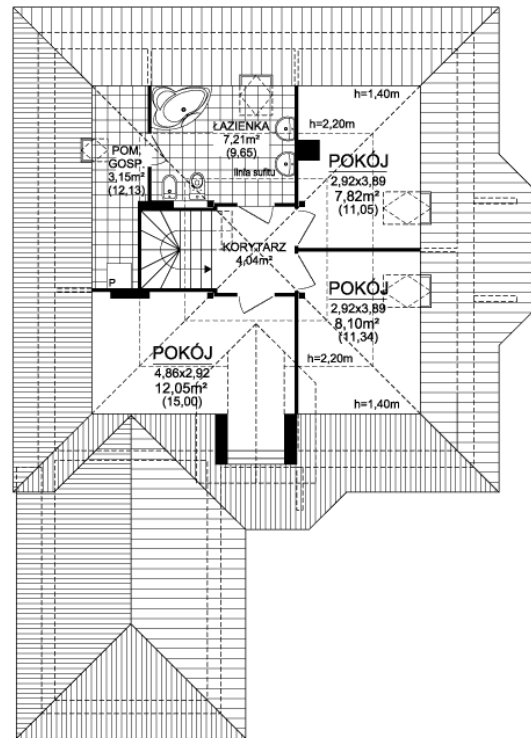 h=1,40m
h=2,20m
ŁAZIENKA
7,21m²
(9,65)
linia sufitu
POM.
GOSP.
3,15m²
(12,13)
POKÓJ
2,92x3,89
7,82m²
(11,05)
KORYTARZ
4,04m²
P
POKÓJ
2,92x3,89
8,10m²
(11,34)
POKÓJ
4,86x2,92
12,05m²
(15,00)
h=2,20m
h=1,40m